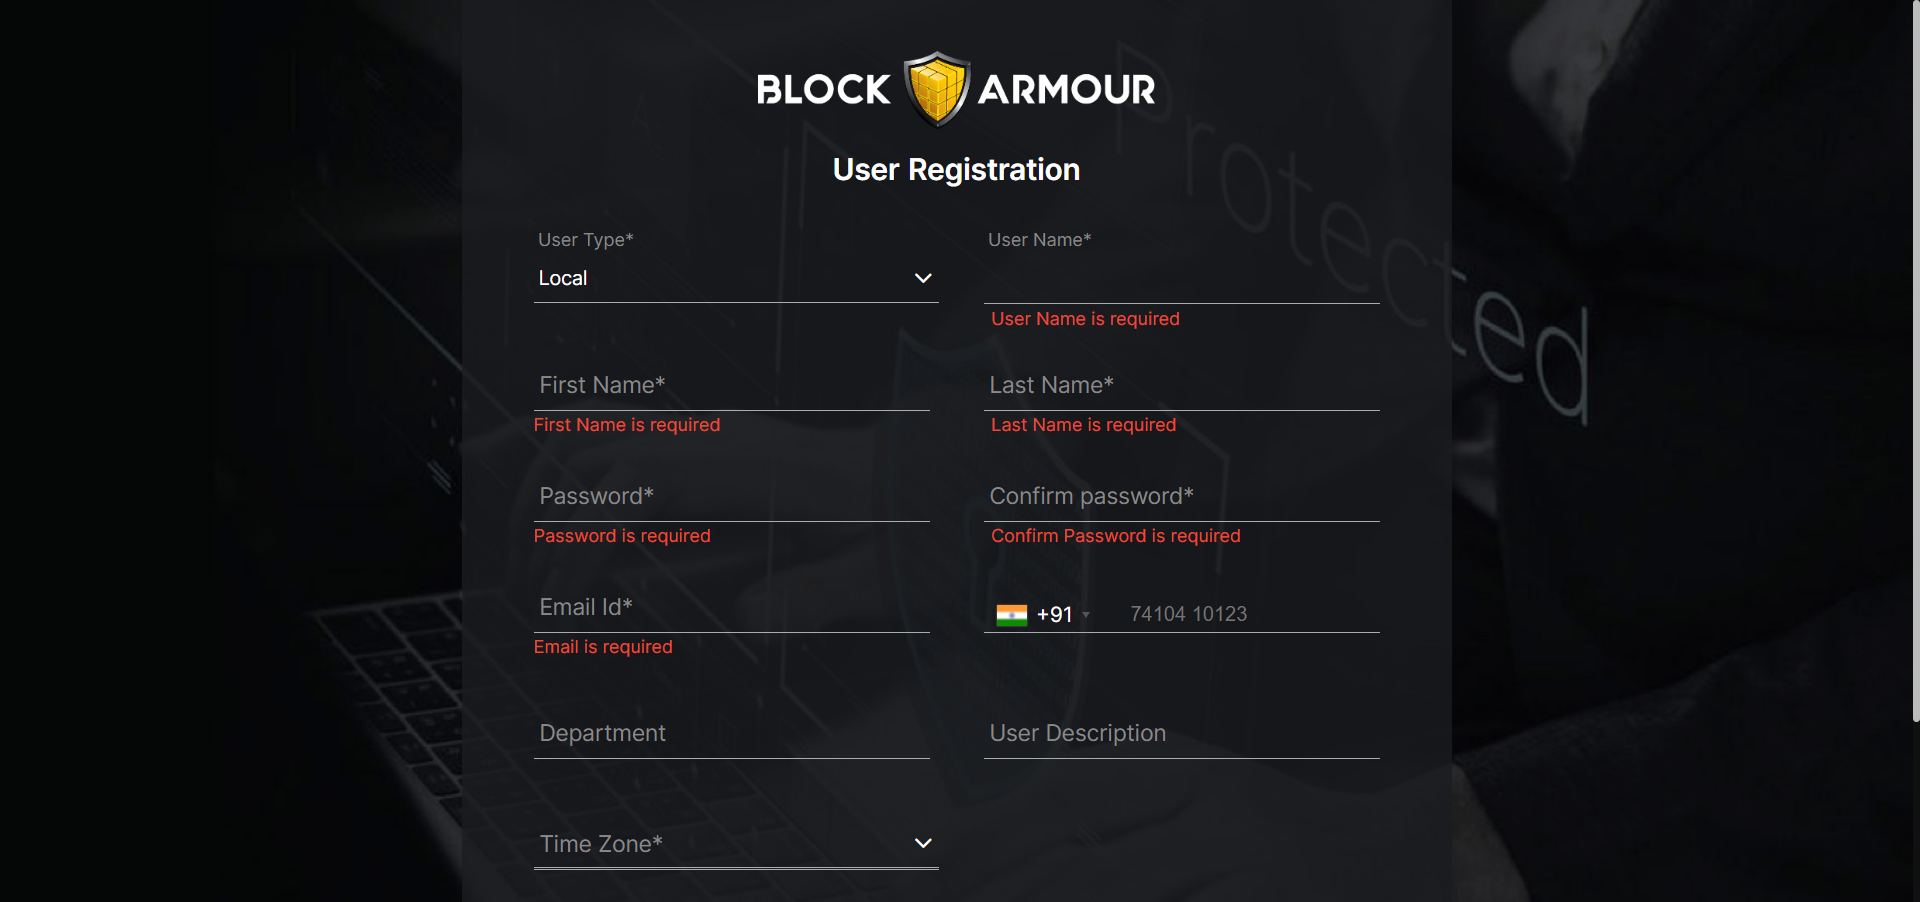 BLOCK ARMOUR
User Registration
User Type*
User Name*
Local
User Name is required
First Name*
Last Name*
First Name is required
Last Name is required
Password*
Confirm password*
Password is required
Confirm Password is required
Email Id*
+91
74104 10123
Email is required
Department
User Description
Time Zone*
Protected